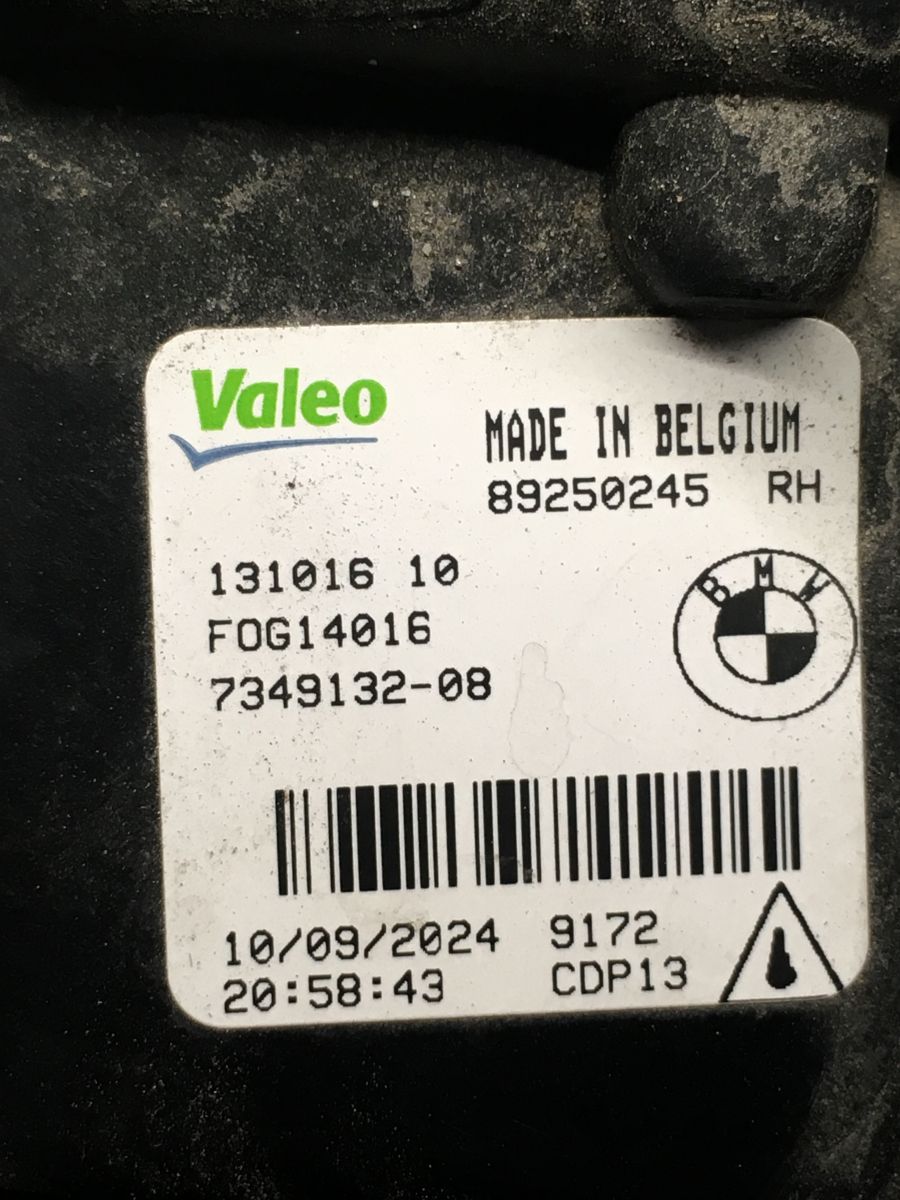 Valeo
MADE IN BELGIUM
89250245 RH
131016 10
FOG14016
7349132-08
BMW
10/09/2024 9172
20:58:43 CDP13